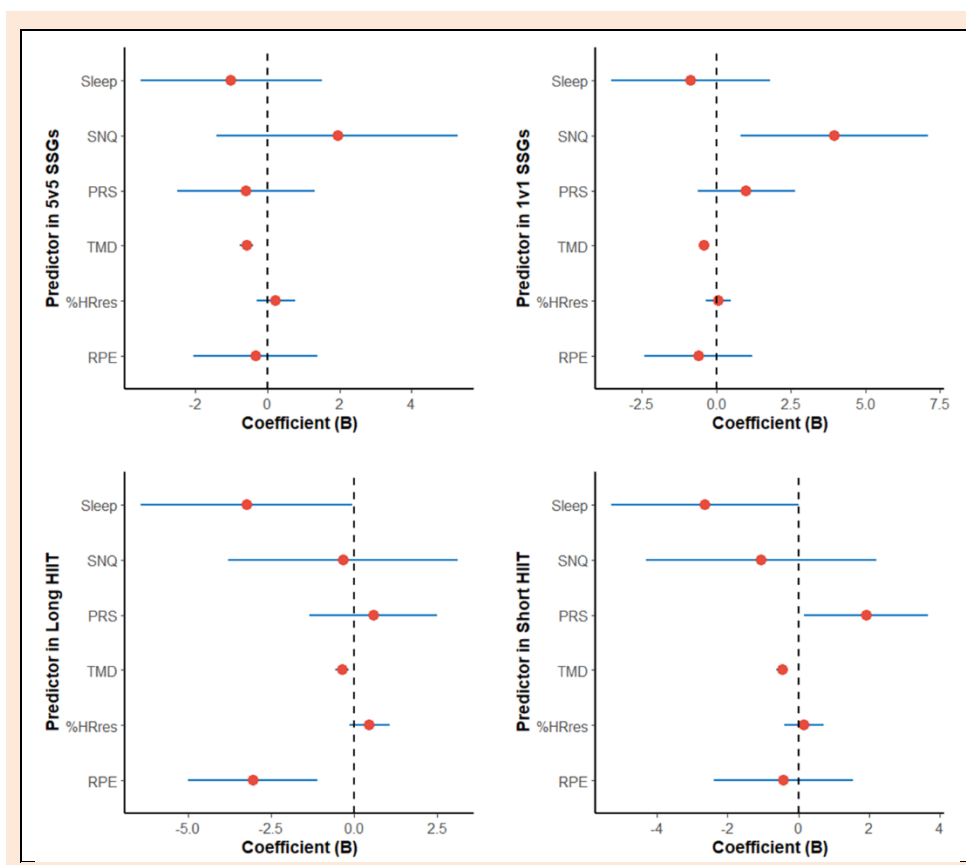 Predictor in 5v5 SSGs
Sleep
SNQ
PRS
TMD
%HRres
RPE
-2 0 2 4
Coefficient (B)
Predictor in 1v1 SSGs
Sleep
SNQ
PRS
TMD
%HRres
RPE
-2.5 0.0 2.5 5.0 7.5
Coefficient (B)
Predictor in Long HIIT
Sleep
SNQ
PRS
TMD
%HRres
RPE
-5.0 -2.5 0.0 2.5
Coefficient (B)
Predictor in Short HIIT
Sleep
SNQ
PRS
TMD
%HRres
RPE
-4 -2 0 2 4
Coefficient (B)